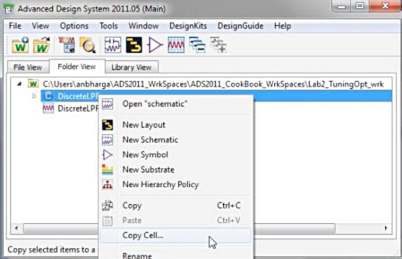 Advanced Design System 2011.05 (Main)
File View Options Tools Window DesignKits DesignGuide Help
File View Folder View Library View
C:\Users\anbharga\ADS2011_WrkSpaces\ADS2011_CookBook_WrkSpaces\Lab2_TuningOpt_wrk
DiscreteLPF
DiscreteLPF
Open "schematic"
New Layout
New Schematic
New Symbol
New Substrate
New Hierarchy Policy
Copy Ctrl+C
Paste Ctrl+V
Copy Cell...
Rename
Copy selected items to a